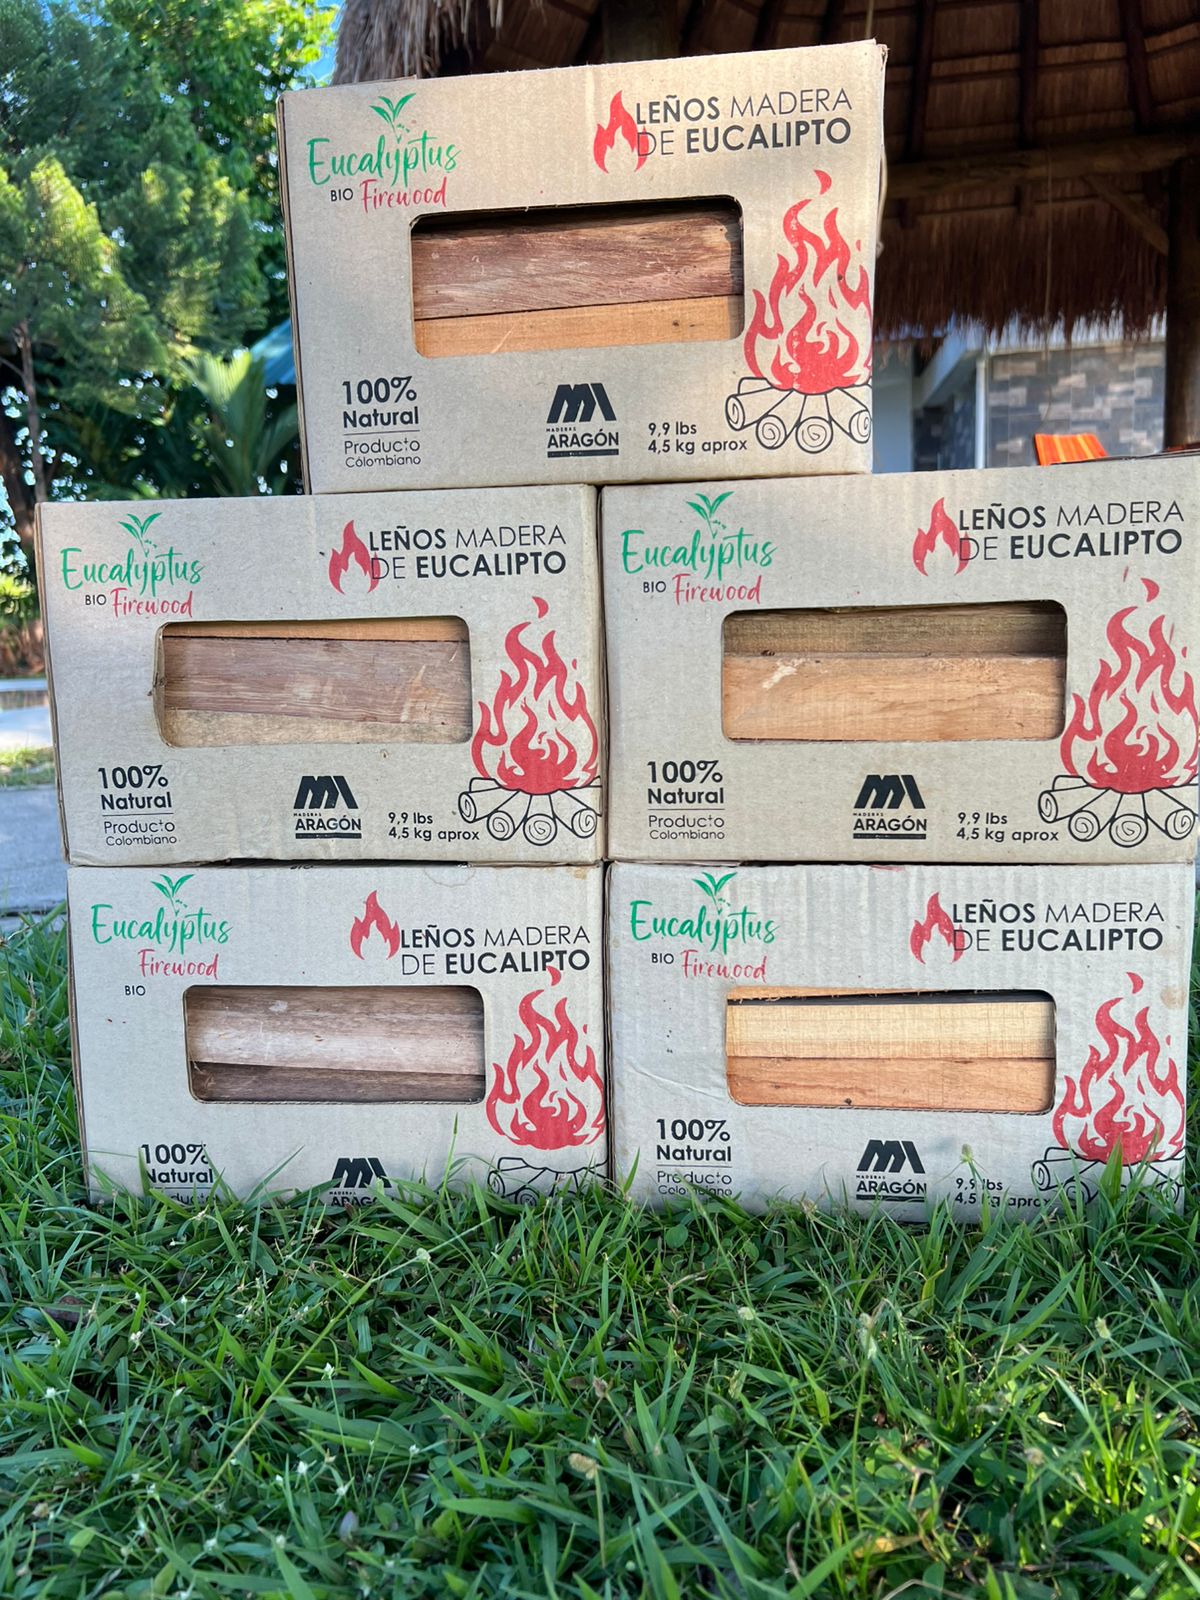 Eucalyptus
BIO Firewood
LEÑOS MADERA
DE EUCALIPTO
100%
Natural
Producto
Colombiano
MADERAS
ARAGÓN
9,9 lbs
4,5 kg aprox
Eucalyptus
BIO Firewood
LEÑOS MADERA
DE EUCALIPTO
100%
Natural
Producto
Colombiano
MADERAS
ARAGÓN
9,9 lbs
4,5 kg aprox
Eucalyptus
BIO Firewood
LEÑOS MADERA
DE EUCALIPTO
100%
Natural
Producto
Colombiano
MADERAS
ARAGÓN
9,9 lbs
4,5 kg aprox
Eucalyptus
Firewood
BIO
LEÑOS MADERA
DE EUCALIPTO
100%
Natural
Producto
MADERAS
ARAGÓN
Eucalyptus
BIO Firewood
LEÑOS MADERA
DE EUCALIPTO
100%
Natural
Producto
Colombiano
MADERAS
ARAGÓN
9,9 lbs
4,5 kg aprox